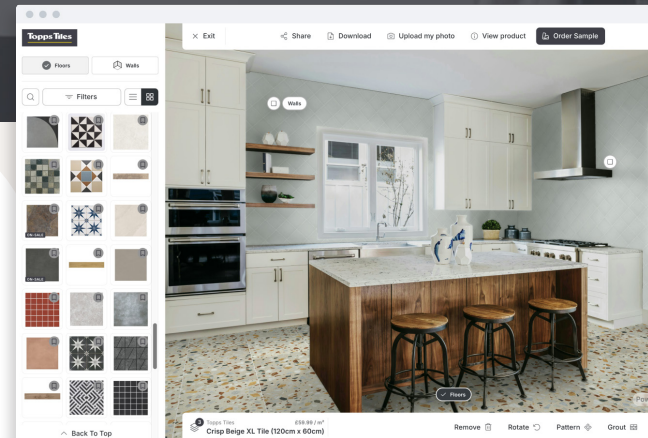 Topps Tiles
× Exit
Share
Download
Upload my photo
View product
Order Sample
Floors
Walls
Filters
Walls
ON-SALE
ON-SALE
Floors
Back To Top
3
Topps Tiles
£59.99 / m²
Crisp Beige XL Tile (120cm x 60cm)
Remove
Rotate
Pattern
Grout